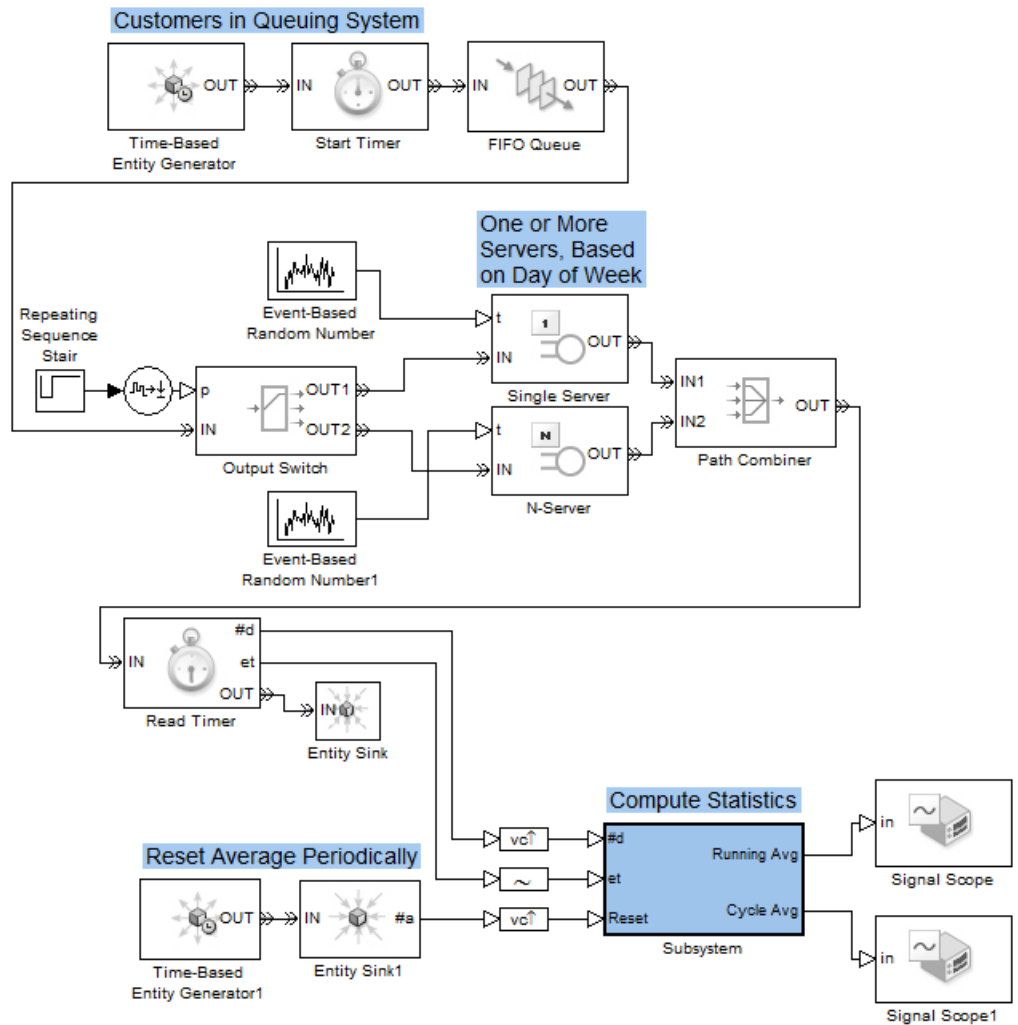 Customers in Queuing System
OUT
IN
OUT
IN
OUT
Time-Based
Entity Generator
Start Timer
FIFO Queue
One or More
Servers, Based
on Day of Week
Event-Based
Random Number
Repeating
Sequence
Stair
t
1
OUT
IN
Single Server
p
OUT1
IN
OUT2
Output Switch
t
N
OUT
IN
N-Server
IN1
IN2
OUT
Path Combiner
Event-Based
Random Number1
#d
IN
et
OUT
Read Timer
IN
Entity Sink
Compute Statistics
vc↑
#d
Running Avg
et
vc↑
Reset
Cycle Avg
Subsystem
in
Signal Scope
in
Signal Scope1
Reset Average Periodically
OUT
IN
#a
Time-Based
Entity Generator1
Entity Sink1